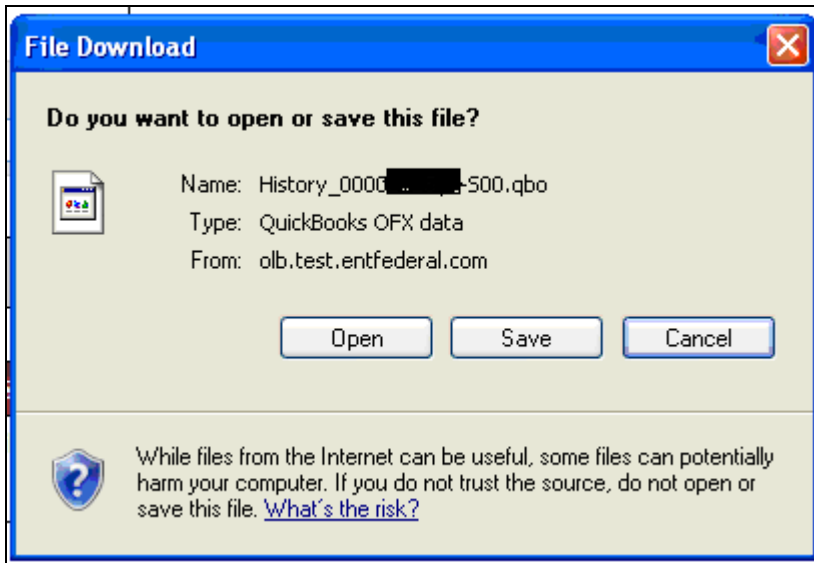 File Download
Do you want to open or save this file?
Name: History_0000 -500.qbo
Type: QuickBooks OFX data
From: olb.test.entfederal.com
Open Save Cancel
While files from the Internet can be useful, some files can potentially
harm your computer. If you do not trust the source, do not open or
save this file. What's the risk?